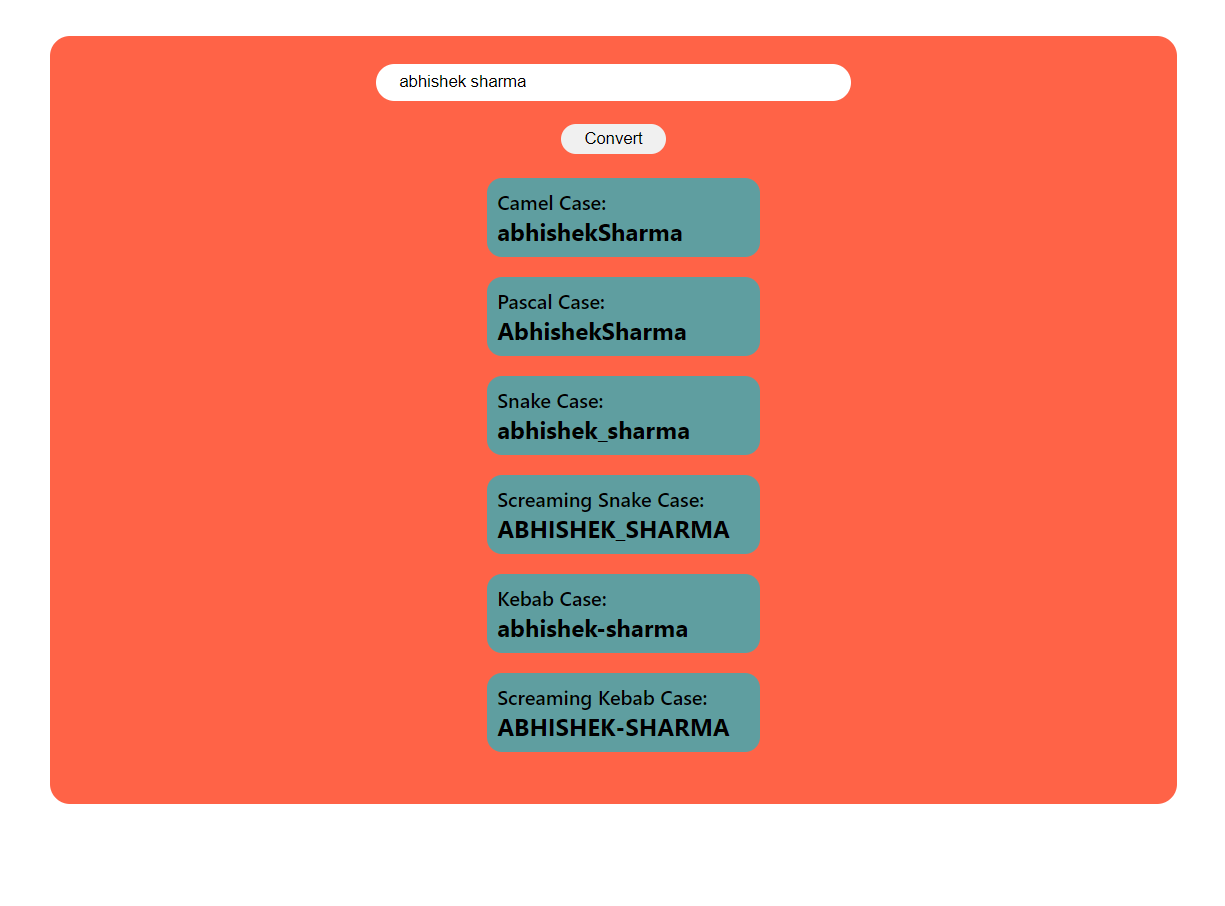 abhishek sharma
Convert
Camel Case:
abhishekSharma
Pascal Case:
AbhishekSharma
Snake Case:
abhishek_sharma
Screaming Snake Case:
ABHISHEK_SHARMA
Kebab Case:
abhishek-sharma
Screaming Kebab Case:
ABHISHEK-SHARMA